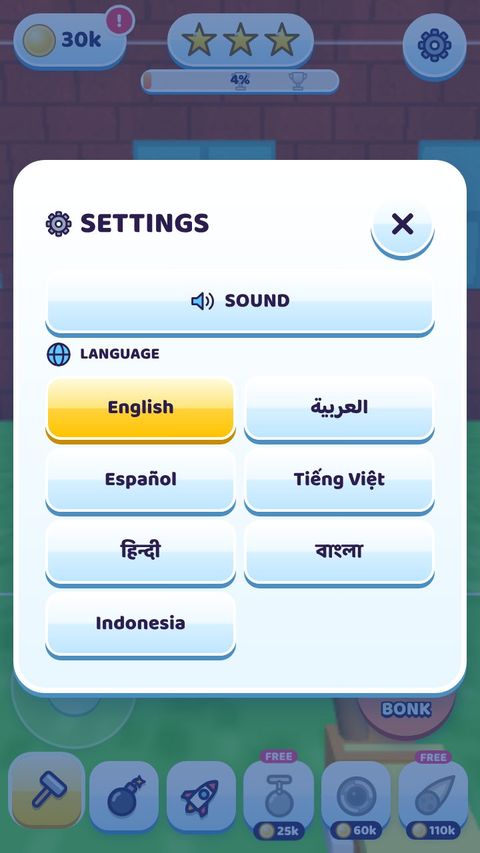 30k
!
4%
SETTINGS
SOUND
LANGUAGE
English
العربية
Español
Tiếng Việt
हिन्दी
বাংলা
Indonesia
BONK
FREE
FREE
25k
60k
110k